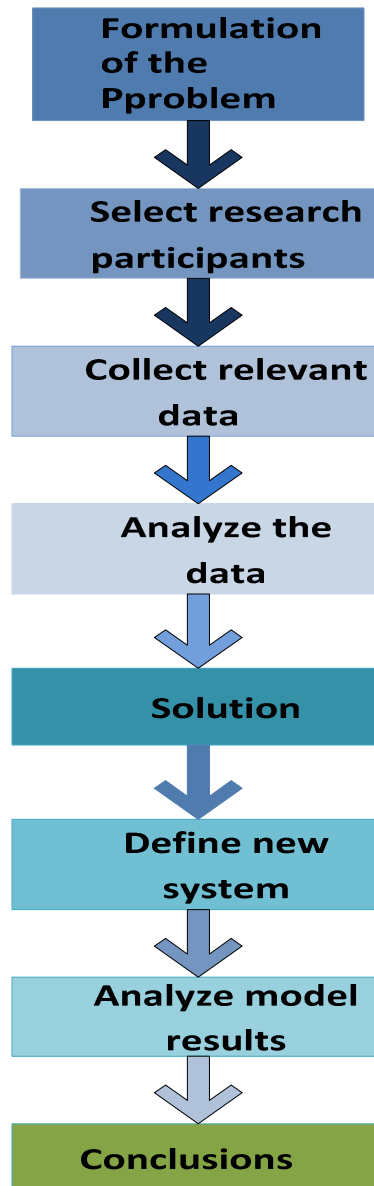 Formulation
of the
Pproblem
Select research
participants
Collect relevant
data
Analyze the
data
Solution
Define new
system
Analyze model
results
Conclusions